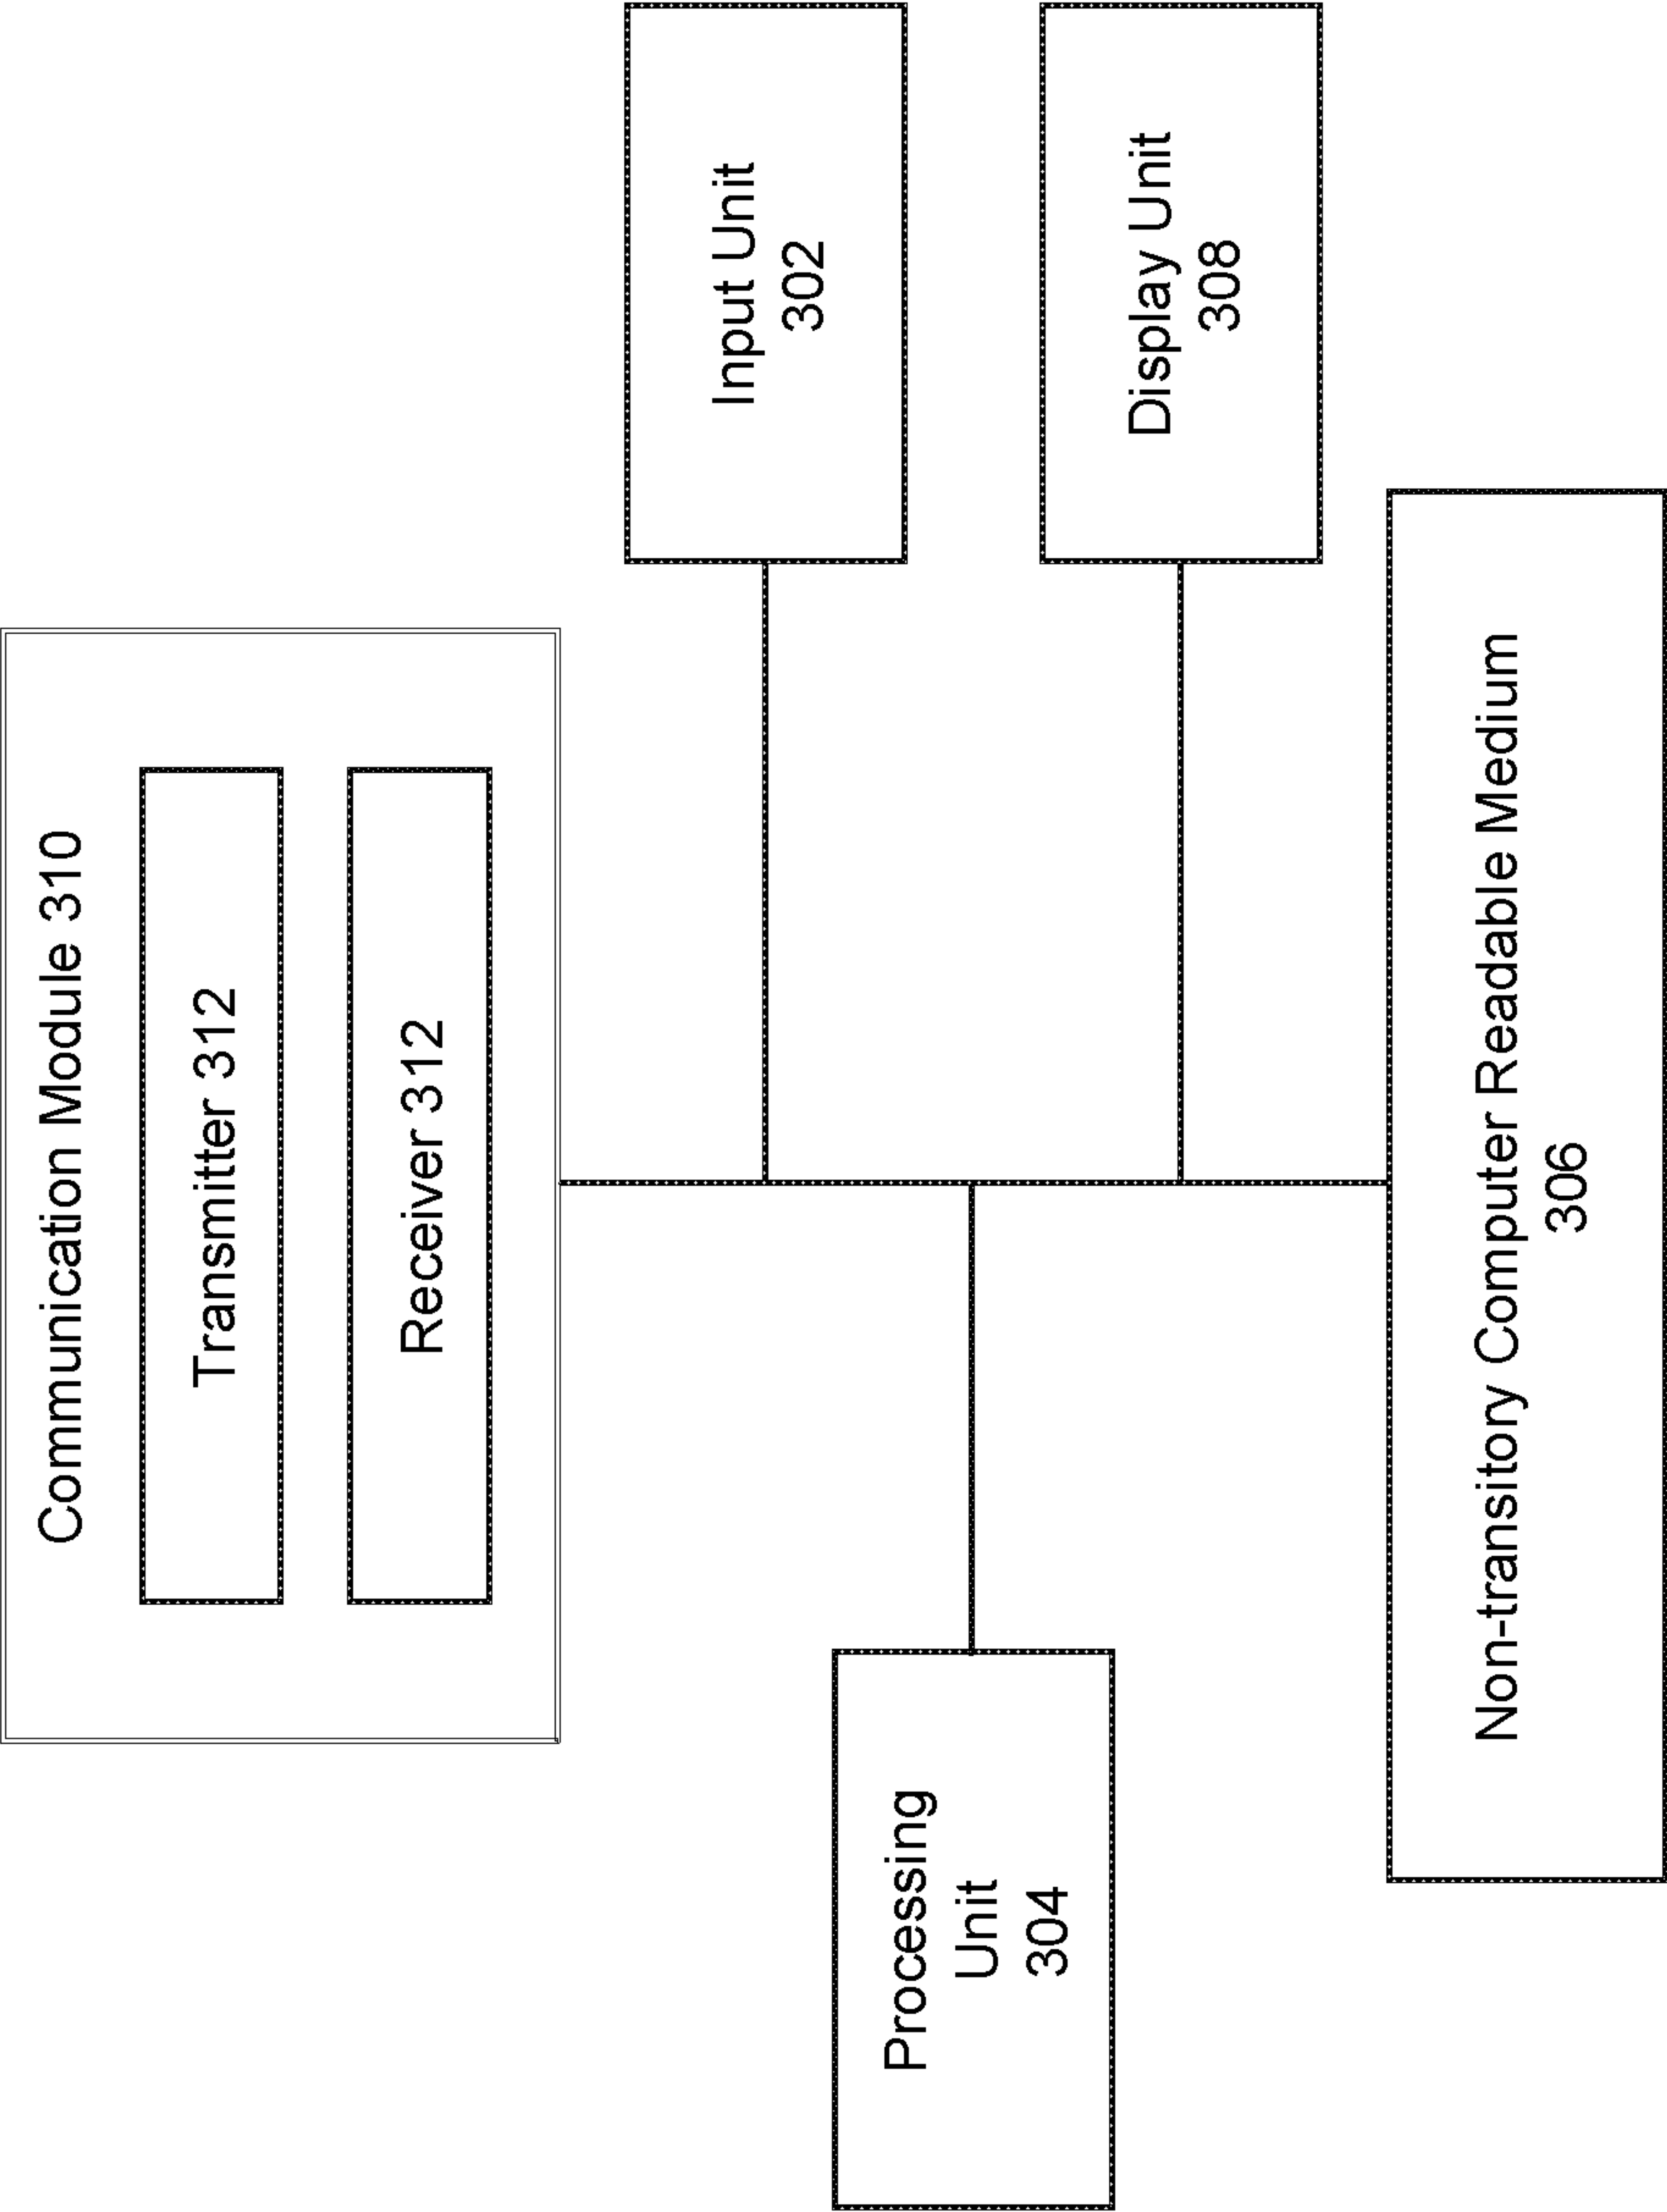 Communication Module 310
Transmitter 312
Receiver 312
Input Unit
302
Processing
Unit
304
Display Unit
308
Non-transitory Computer Readable Medium
306